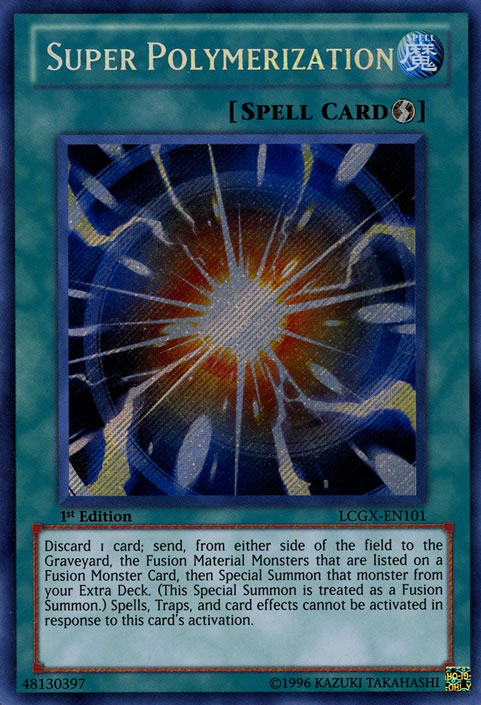 SUPER POLYMERIZATION
SPELL
魔
[SPELL CARD]
1st Edition
LCGX-EN101
Discard 1 card; send, from either side of the field to the
Graveyard, the Fusion Material Monsters that are listed on a
Fusion Monster Card, then Special Summon that monster from
your Extra Deck. (This Special Summon is treated as a Fusion
Summon.) Spells, Traps, and card effects cannot be activated in
response to this card's activation.
48130397
©1996 KAZUKI TAKAHASHI